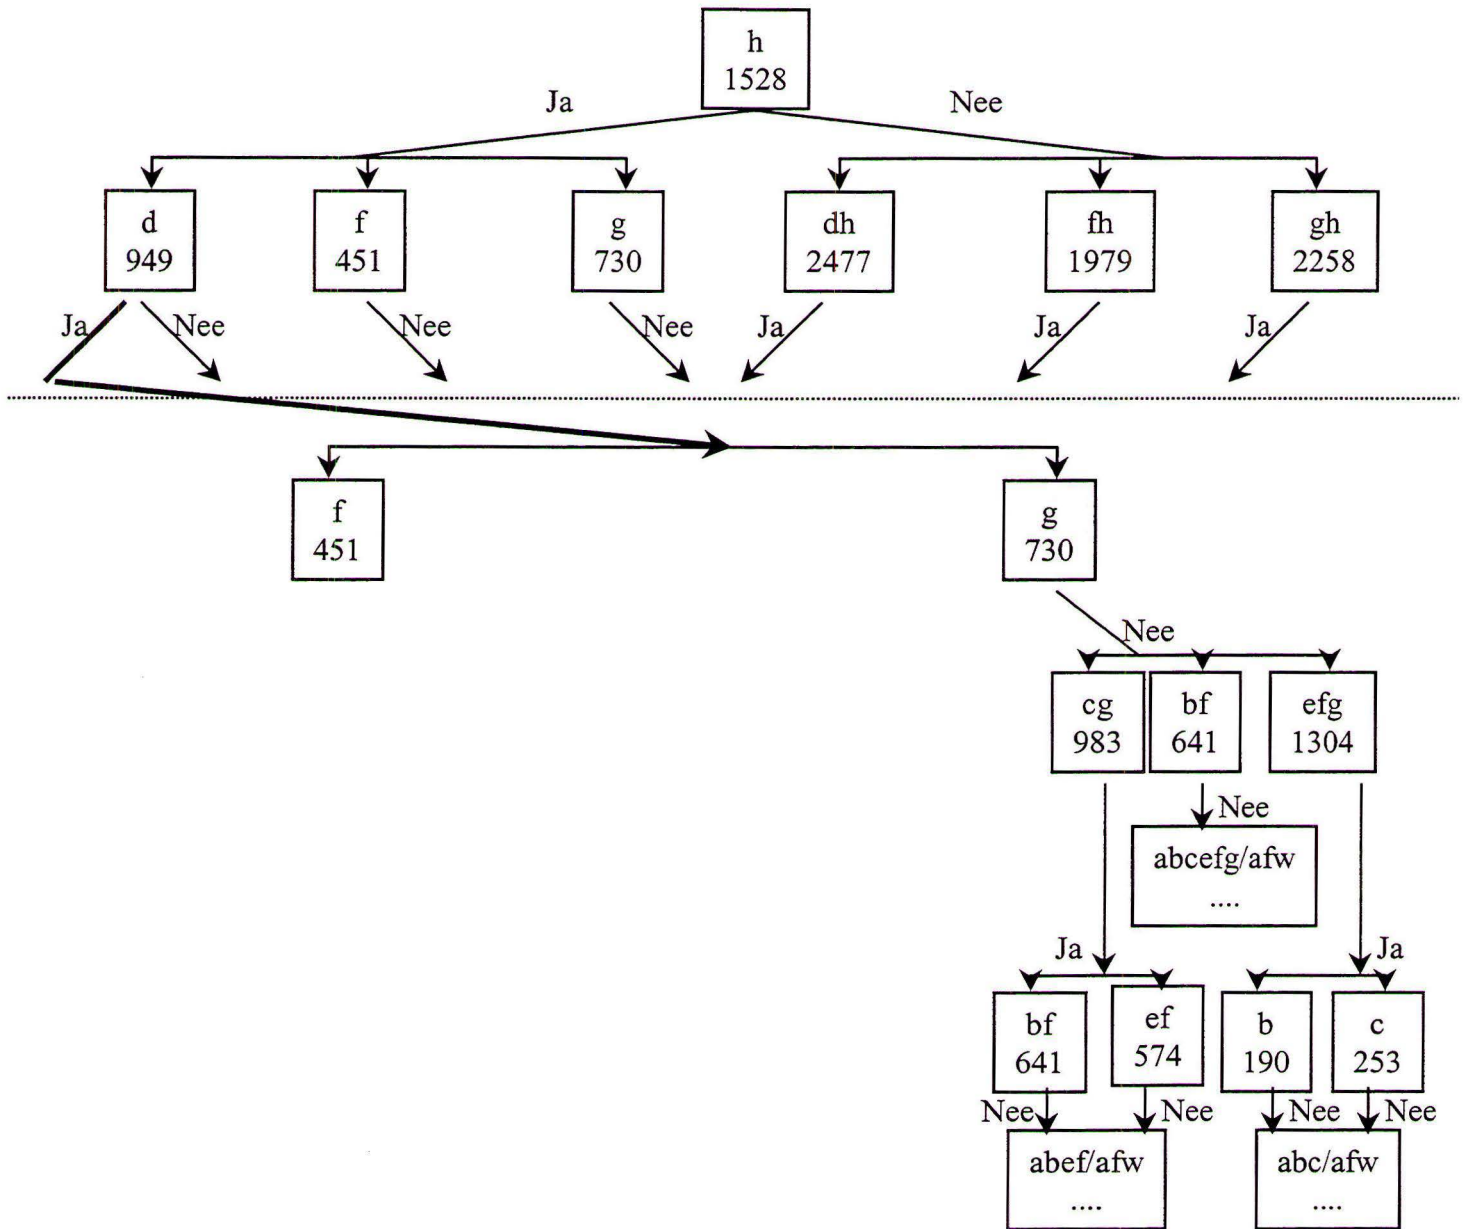 h
1528
Ja
Nee
d
949
f
451
g
730
dh
2477
fh
1979
gh
2258
Ja
Nee
Nee
Nee
Ja
Ja
Ja
f
451
g
730
Nee
cg
983
bf
641
efg
1304
Nee
abcefg/afw
....
Ja
Ja
bf
641
ef
574
b
190
c
253
Nee
Nee
Nee
Nee
abef/afw
....
abc/afw
....